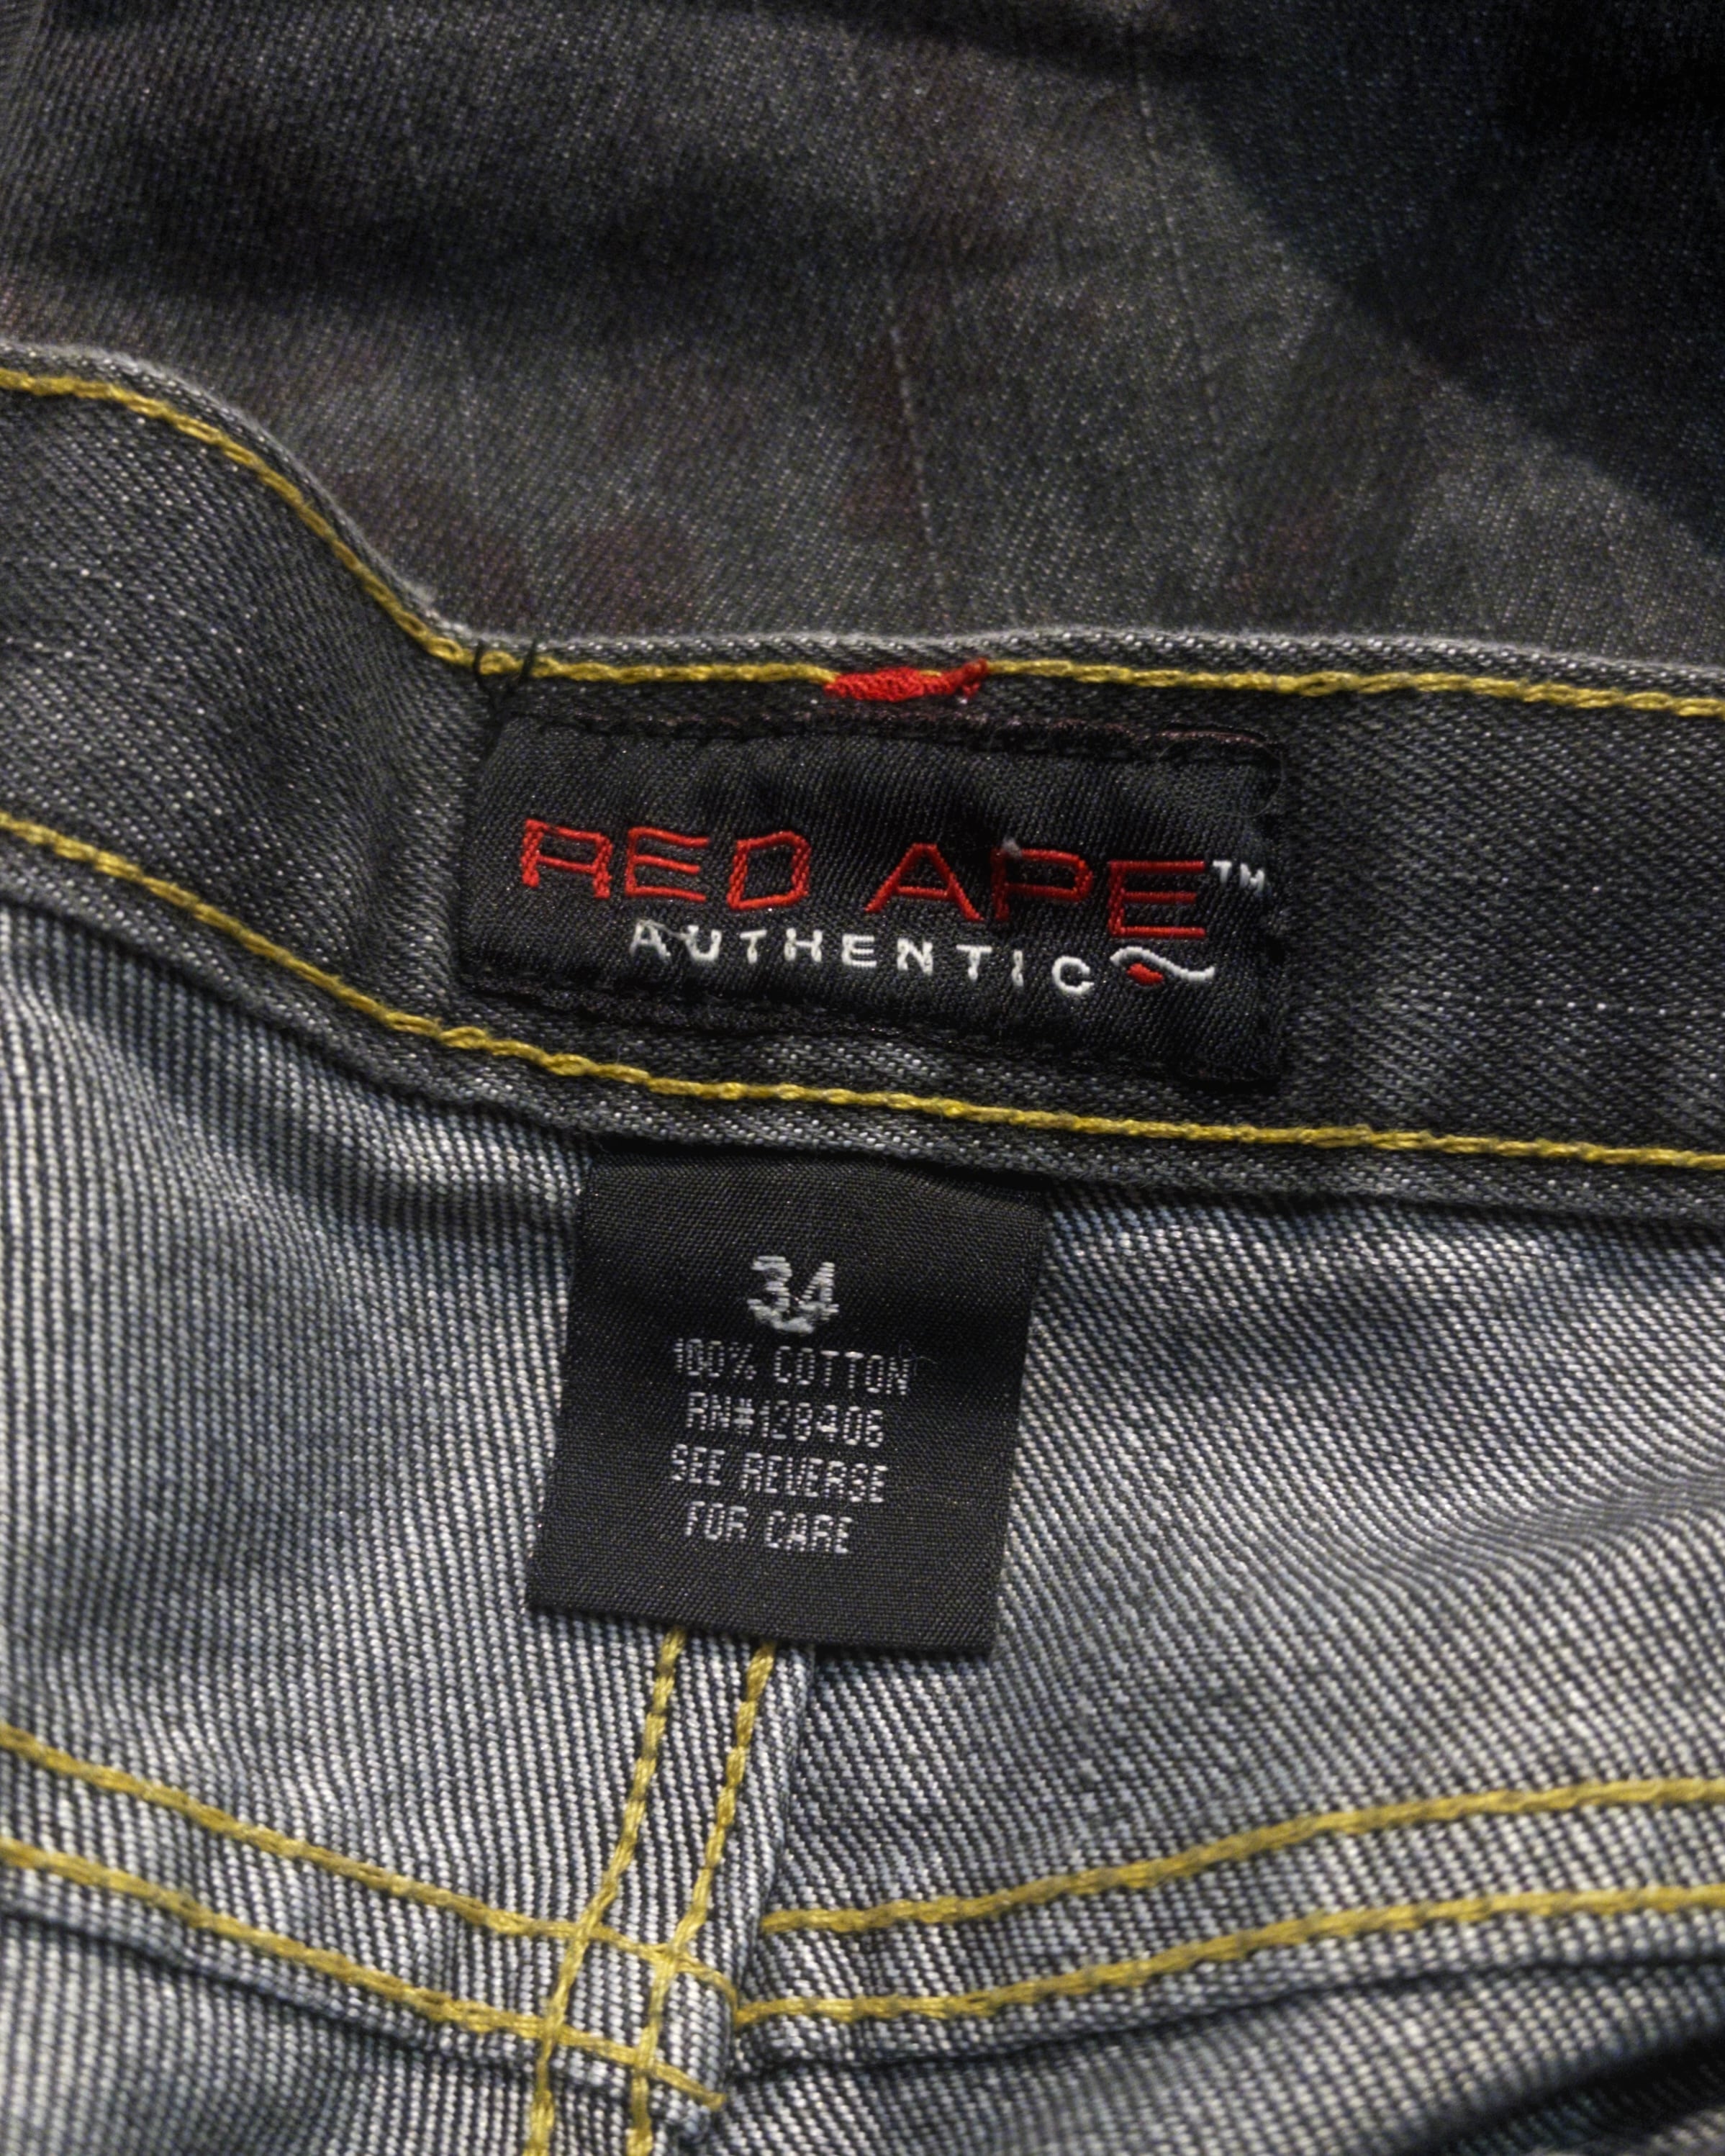 RED APE™
AUTHENTIC
34
100% COTTON
RN#128406
SEE REVERSE
FOR CARE